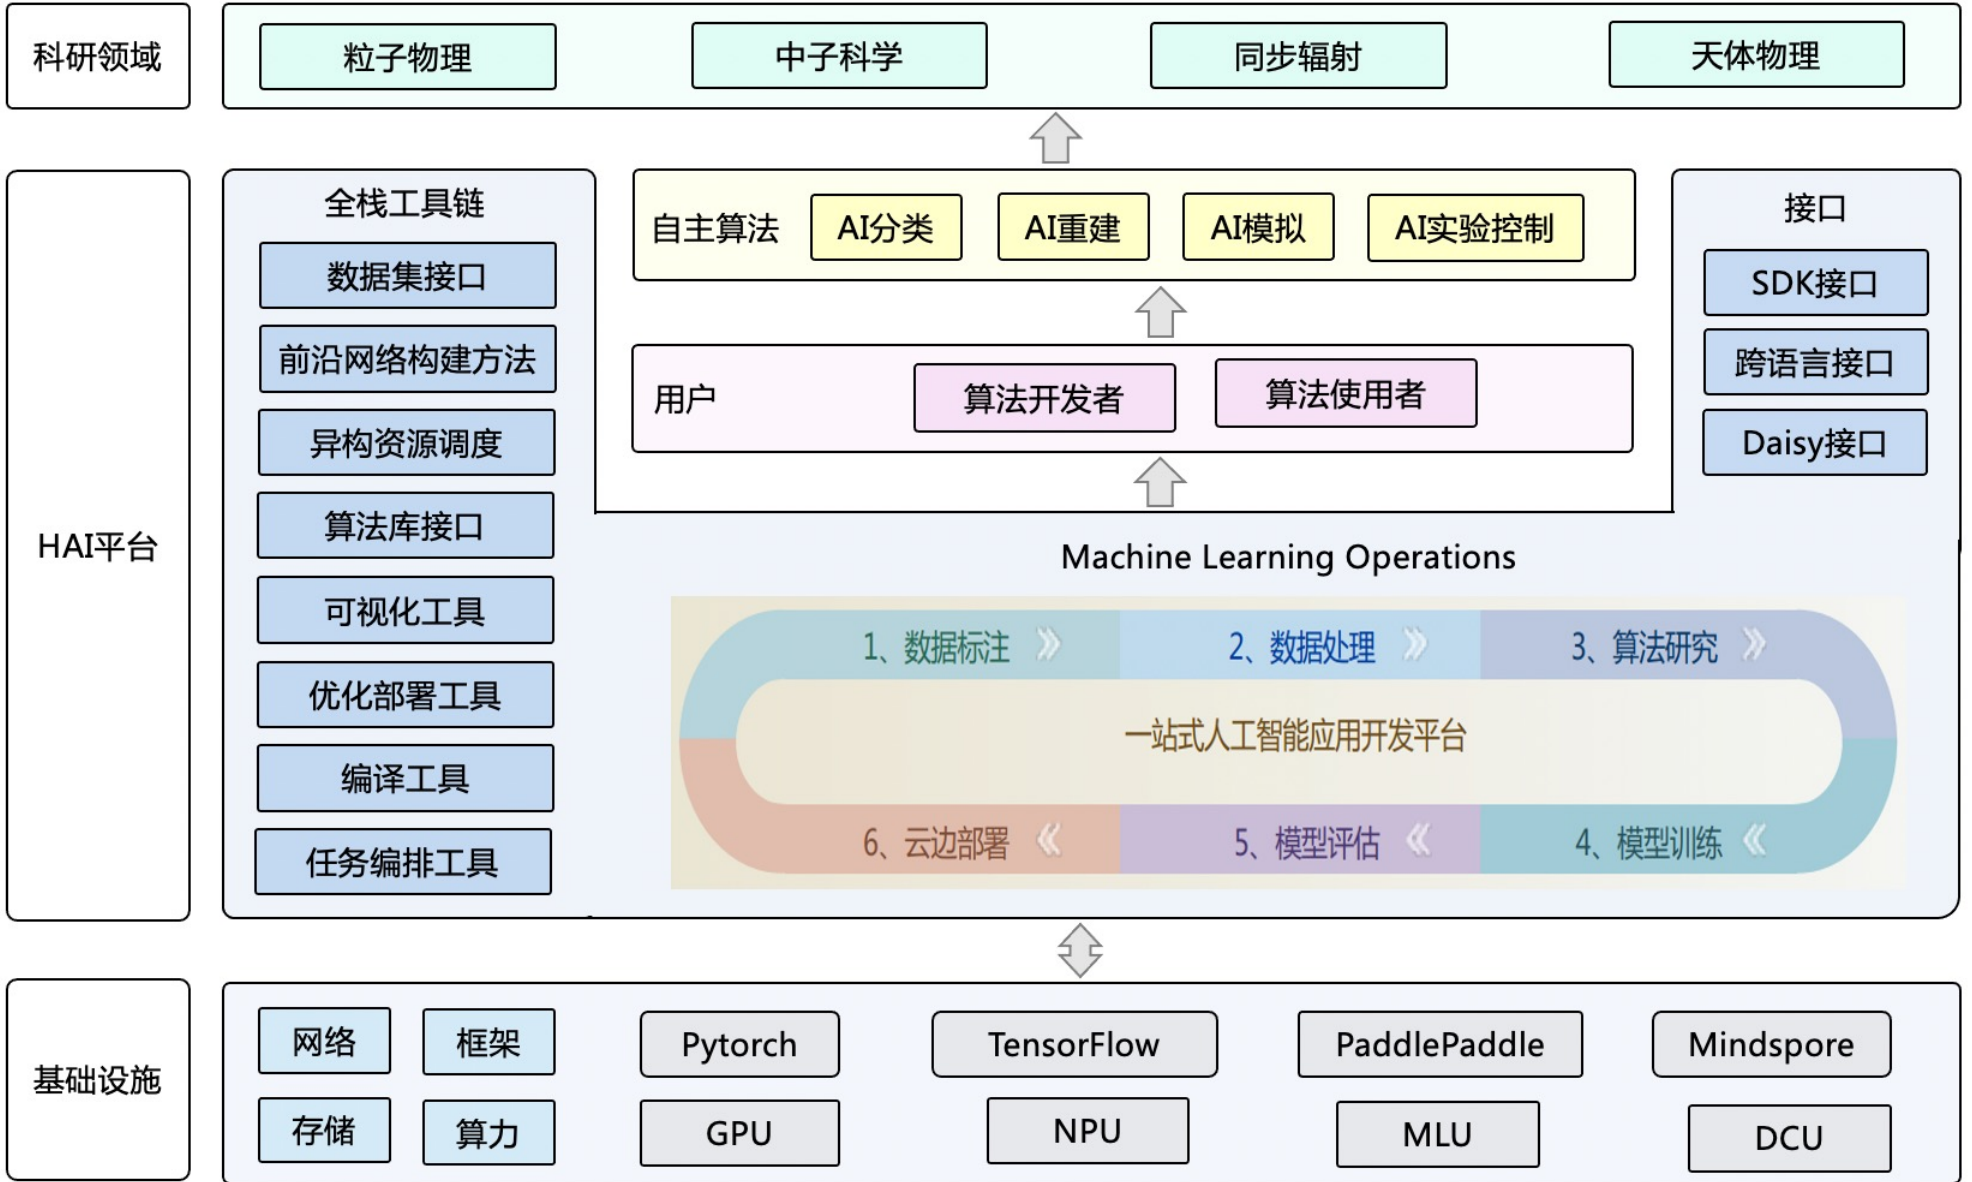 科研领域
粒子物理
中子科学
同步辐射
天体物理
HAI平台
全栈工具链
数据集接口
前沿网络构建方法
异构资源调度
算法库接口
可视化工具
优化部署工具
编译工具
任务编排工具
自主算法
AI分类
AI重建
AI模拟
AI实验控制
用户
算法开发者
算法使用者
接口
SDK接口
跨语言接口
Daisy接口
Machine Learning Operations
1、数据标注
2、数据处理
3、算法研究
一站式人工智能应用开发平台
6、云边部署
5、模型评估
4、模型训练
基础设施
网络
框架
Pytorch
TensorFlow
PaddlePaddle
Mindspore
存储
算力
GPU
NPU
MLU
DCU